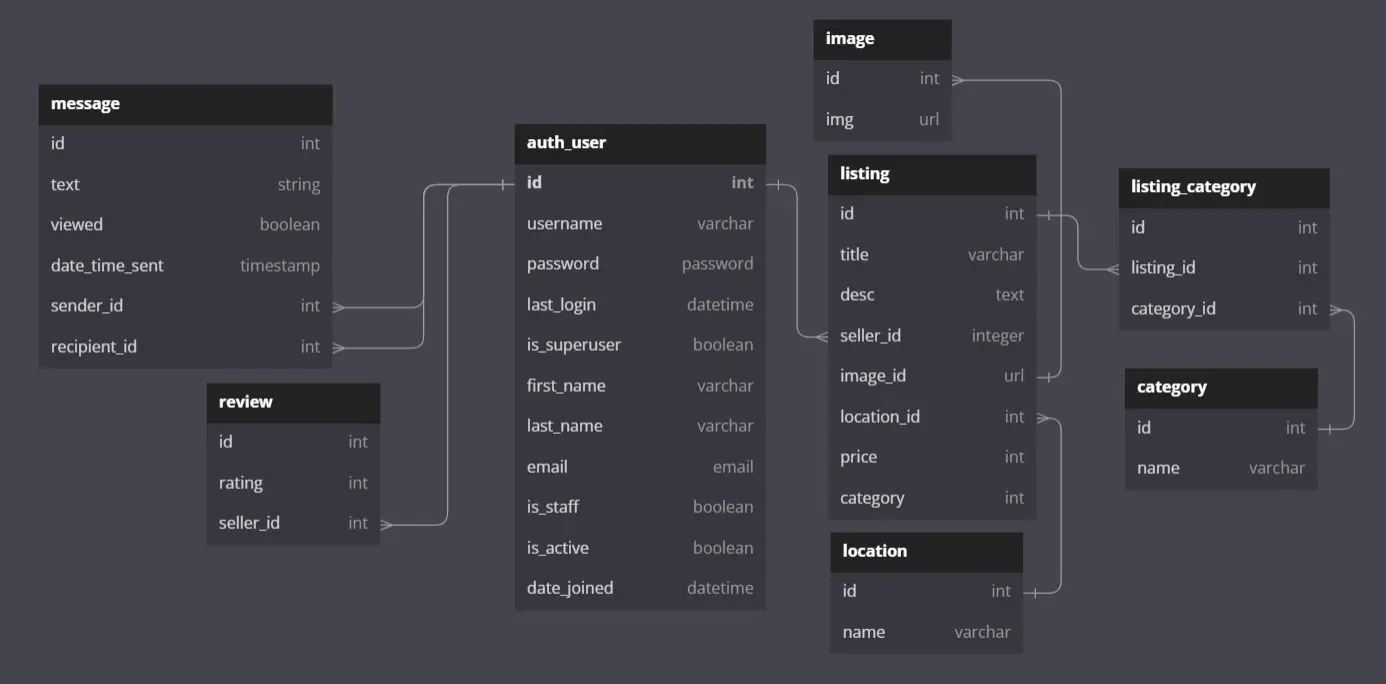 message
id int
text string
viewed boolean
date_time_sent timestamp
sender_id int
recipient_id int
review
id int
rating int
seller_id int
auth_user
id int
username varchar
password password
last_login datetime
is_superuser boolean
first_name varchar
last_name varchar
email email
is_staff boolean
is_active boolean
date_joined datetime
image
id int
img url
listing
id int
title varchar
desc text
seller_id integer
image_id url
location_id int
price int
category int
location
id int
name varchar
listing_category
id int
listing_id int
category_id int
category
id int
name varchar